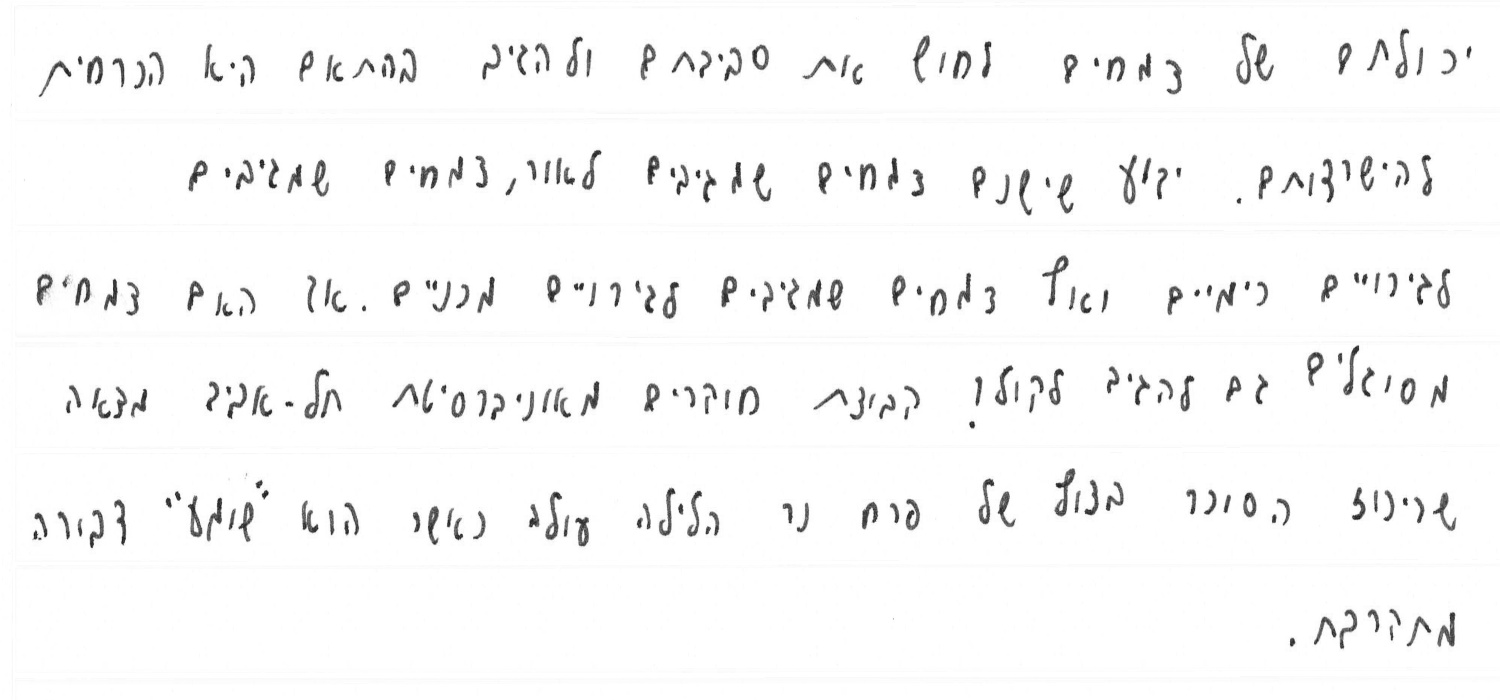 יכולתם של צמחים לחוש את סביבתם ולהגיב בהתאם היא הכרחית
להישרדותם. ידוע שישנם צמחים שמגיבים לאור, צמחים שמגיבים
לגירויים כימיים ואף צמחים שמגיבים לגירויים מכניים. אך האם צמחים
מסוגלים גם להגיב לקול? קבוצת חוקרים מאוניברסיטת תל-אביב מצאה
שריכוז הסוכר בצוף של פרח נר הלילה עולה כאשר הוא "שומע" דבורה
מתקרבת.